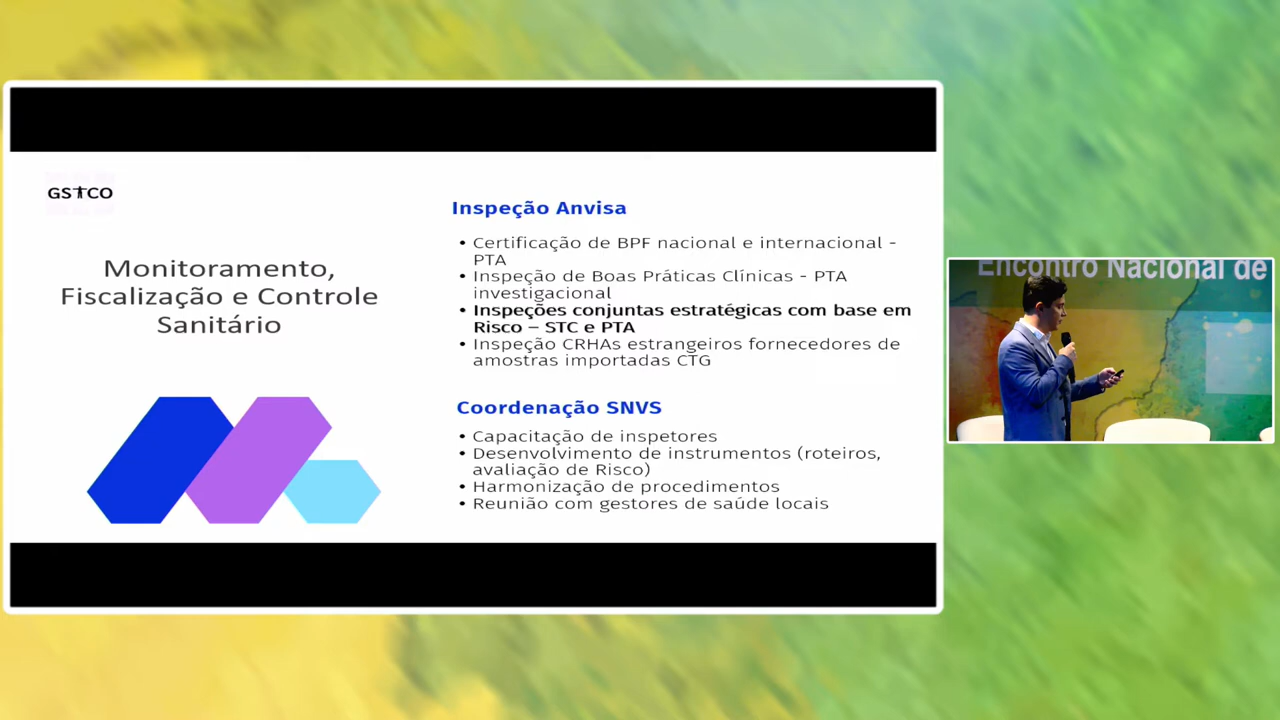 GSTCO
Monitoramento,
Fiscalização e Controle
Sanitário
Inspeção Anvisa
• Certificação de BPF nacional e internacional -
PTA
• Inspeção de Boas Práticas Clínicas - PTA
investigacional
• Inspeções conjuntas estratégicas com base em
Risco – STC e PTA
• Inspeção CRHAs estrangeiros fornecedores de
amostras importadas CTG
Coordenação SNVS
• Capacitação de inspetores
• Desenvolvimento de instrumentos (roteiros,
avaliação de Risco)
• Harmonização de procedimentos
• Reunião com gestores de saúde locais
Encontro Nacional de